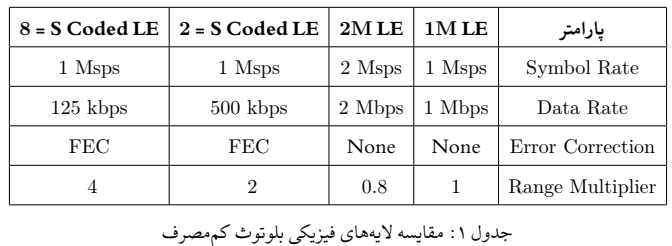 پارامتر 1M LE 2M LE 2 = S Coded LE 8 = S Coded LE
Symbol Rate 1 Msps 2 Msps 1 Msps 1 Msps
Data Rate 1 Mbps 2 Mbps 500 kbps 125 kbps
Error Correction None None FEC FEC
Range Multiplier 1 0.8 2 4
جدول ۱: مقایسه لایه‌های فیزیکی بلوتوث کم‌مصرف